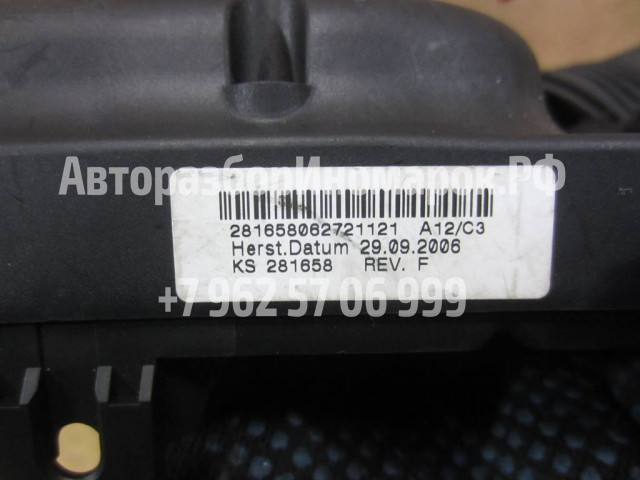 АвторазборИномарок.РФ
281658062721121 A12/C3
Herst.Datum 29.09.2006
KS 281658 REV. F
+7 962 57 06 999